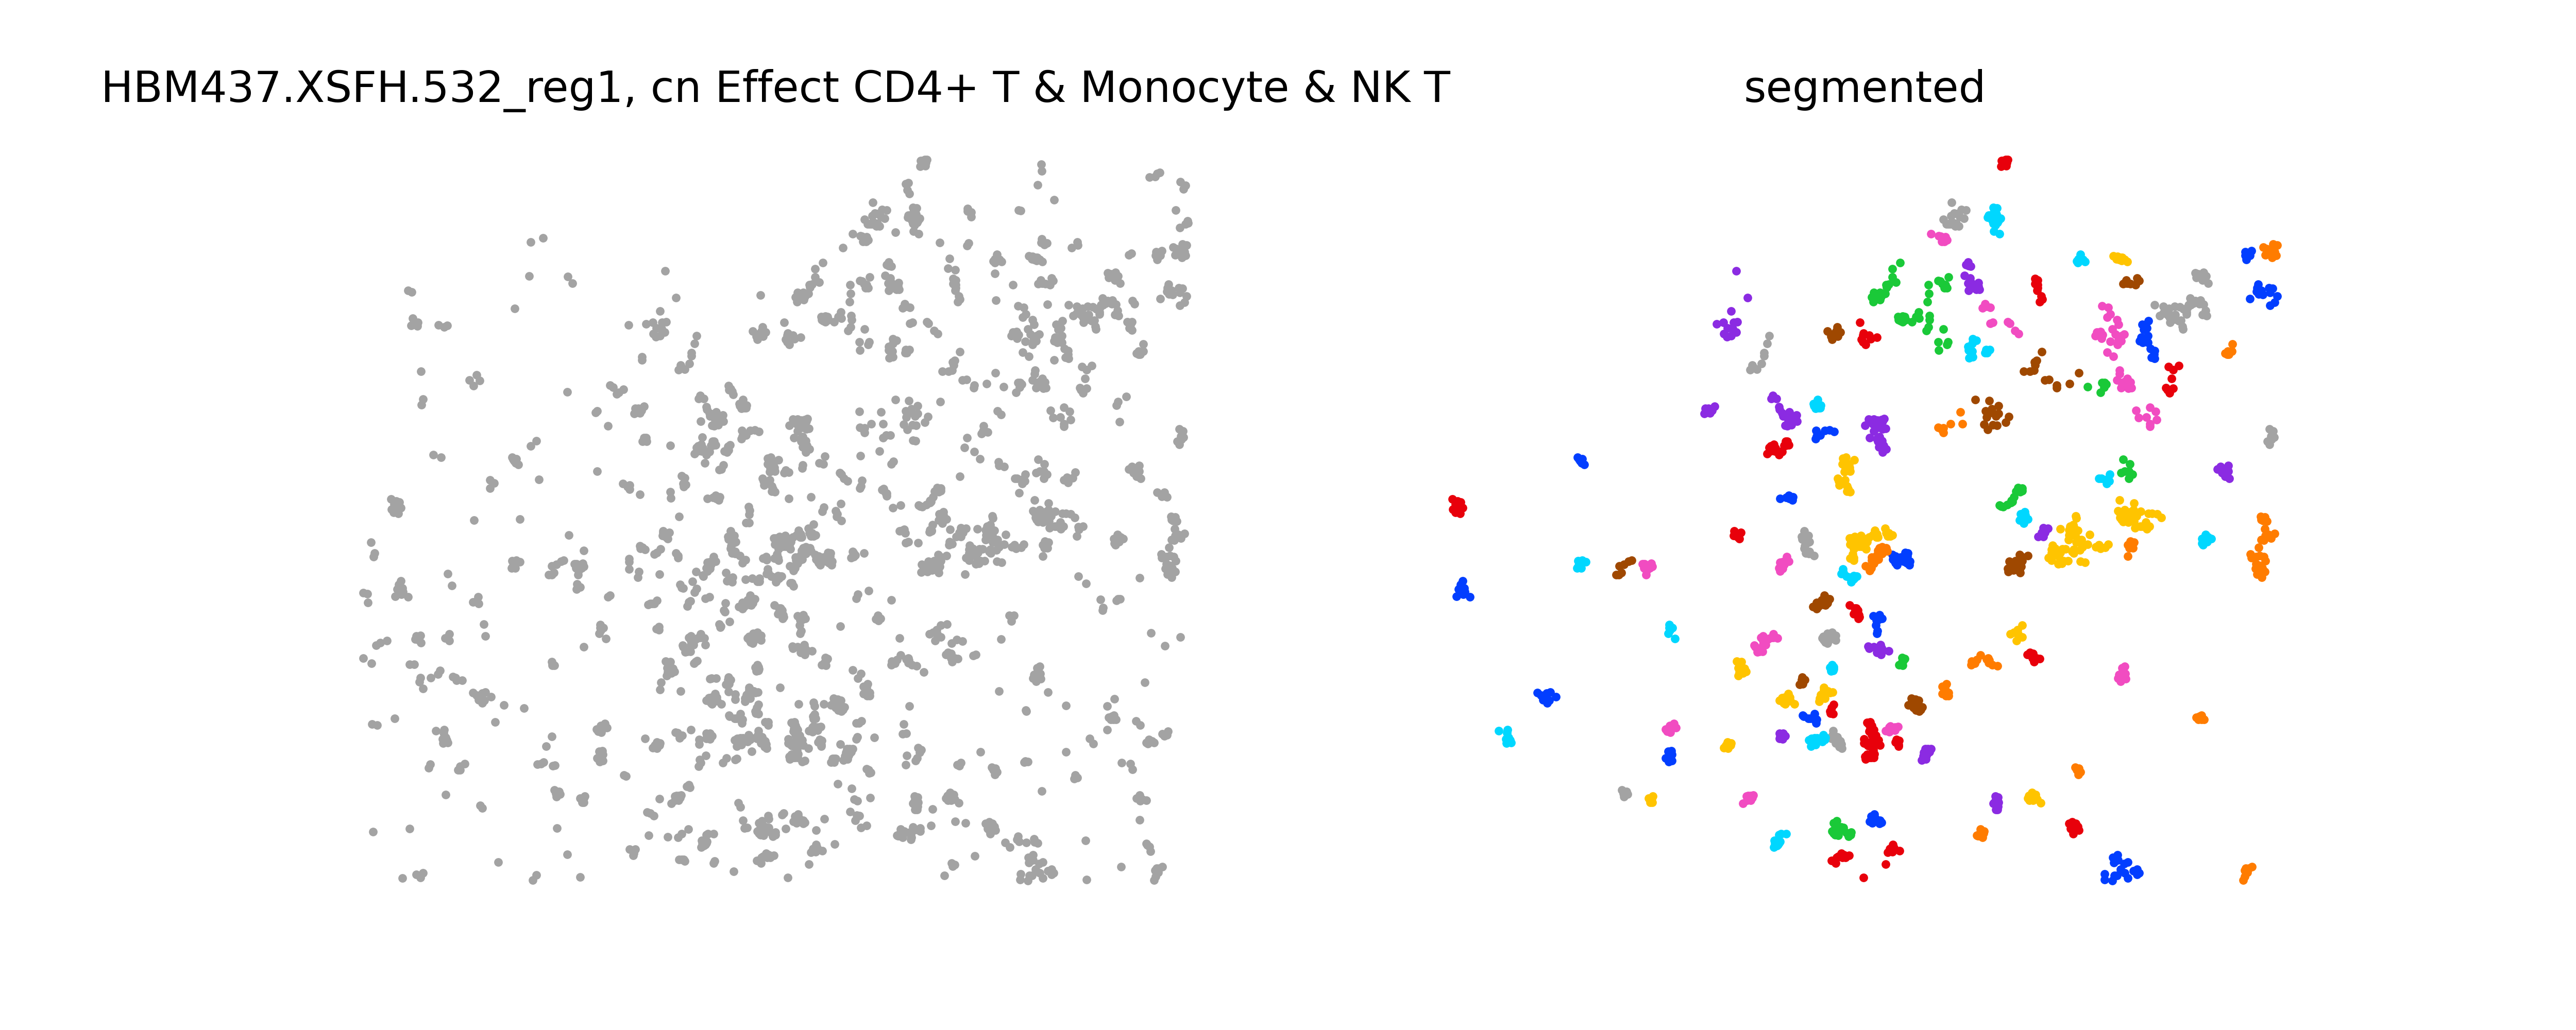 HBM437.XSFH.532_reg1, cn Effect CD4+ T & Monocyte & NK T
segmented